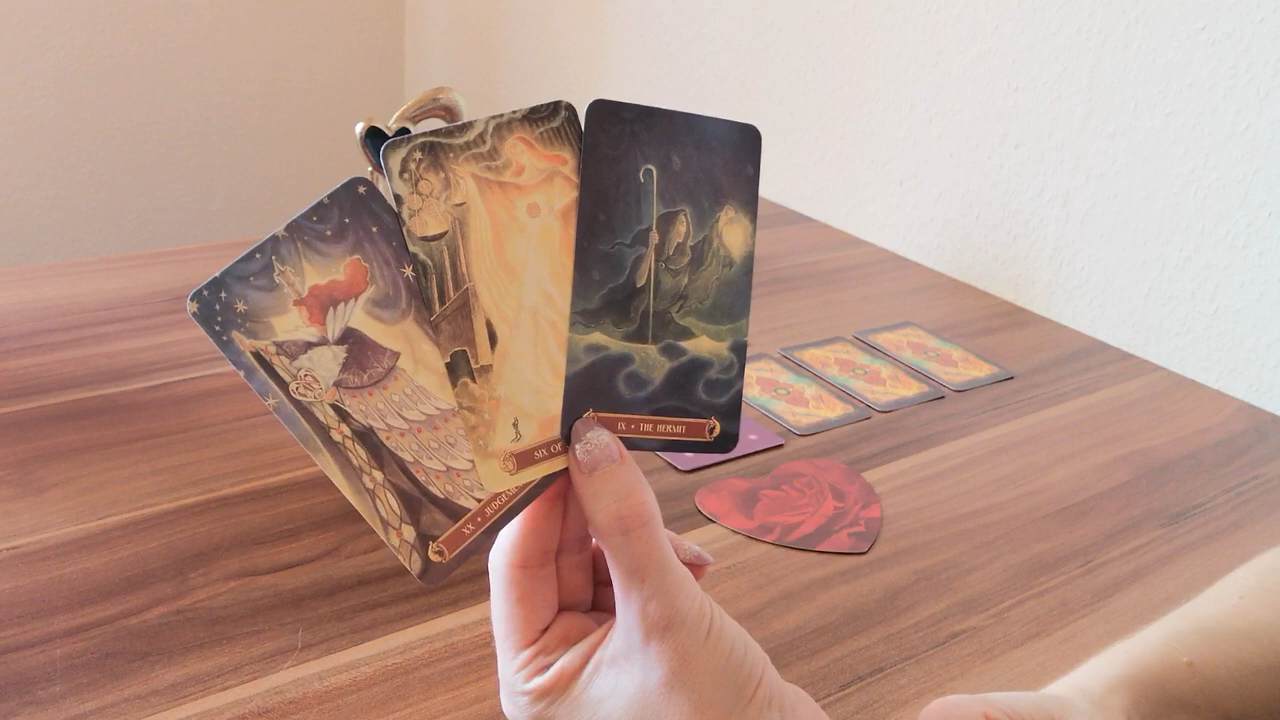 XX • JUDGEM
SIX OF
IX • THE HERMIT